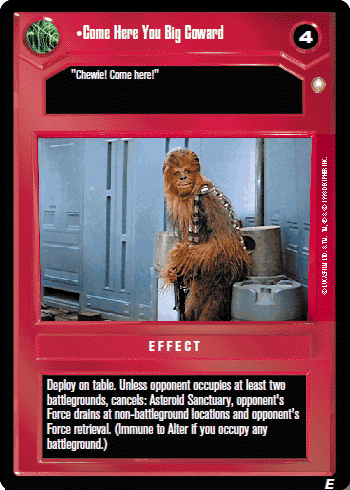 •Come Here You Big Coward
4
"Chewie! Come here!"
EFFECT
Deploy on table. Unless opponent occupies at least two
battlegrounds, cancels: Asteroid Sanctuary, opponent's
Force drains at non-battleground locations and opponent's
Force retrieval. (Immune to Alter if you occupy any
battleground.)
E